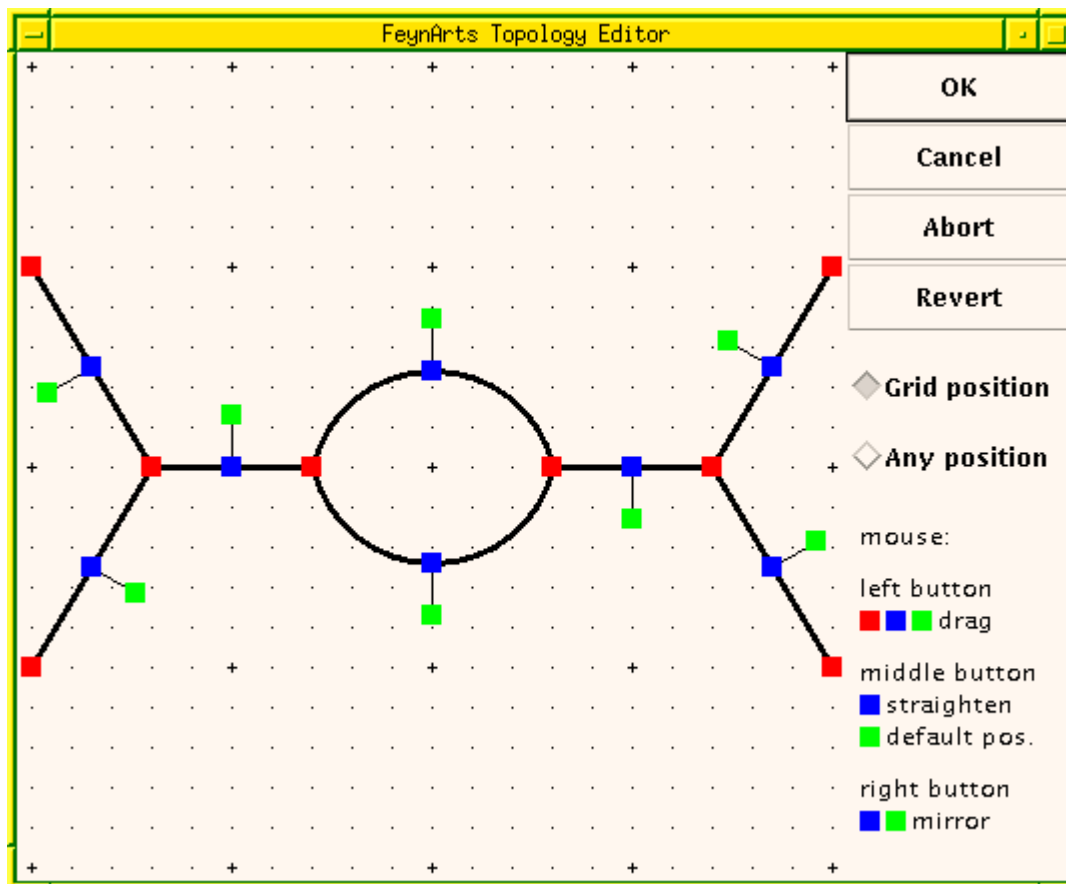 FeynArts Topology Editor
OK
Cancel
Abort
Revert
Grid position
Any position
mouse:
left button
drag
middle button
straighten
default pos.
right button
mirror